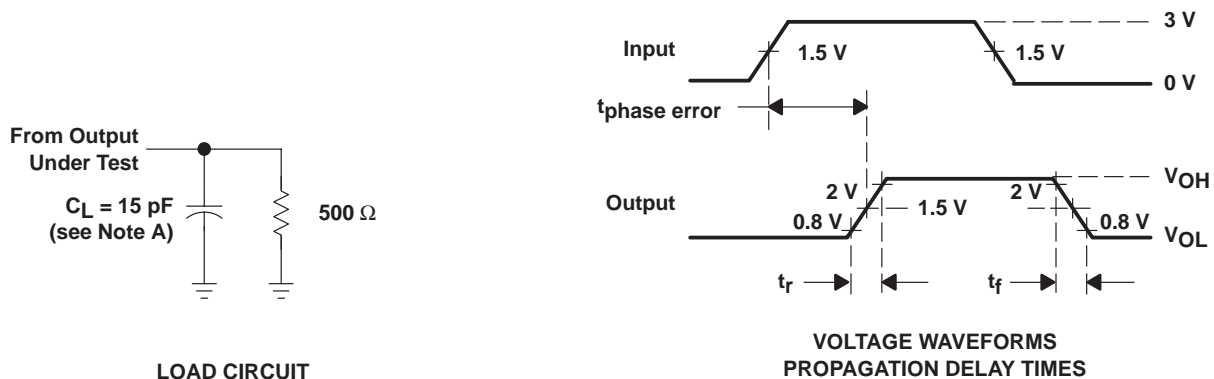 From Output
Under Test
CL = 15 pF
(see Note A)
500 Ω
LOAD CIRCUIT
Input
3 V
1.5 V
1.5 V
0 V
tphase error
Output
VOH
2 V
2 V
1.5 V
0.8 V
0.8 V
VOL
tr
tf
VOLTAGE WAVEFORMS
PROPAGATION DELAY TIMES